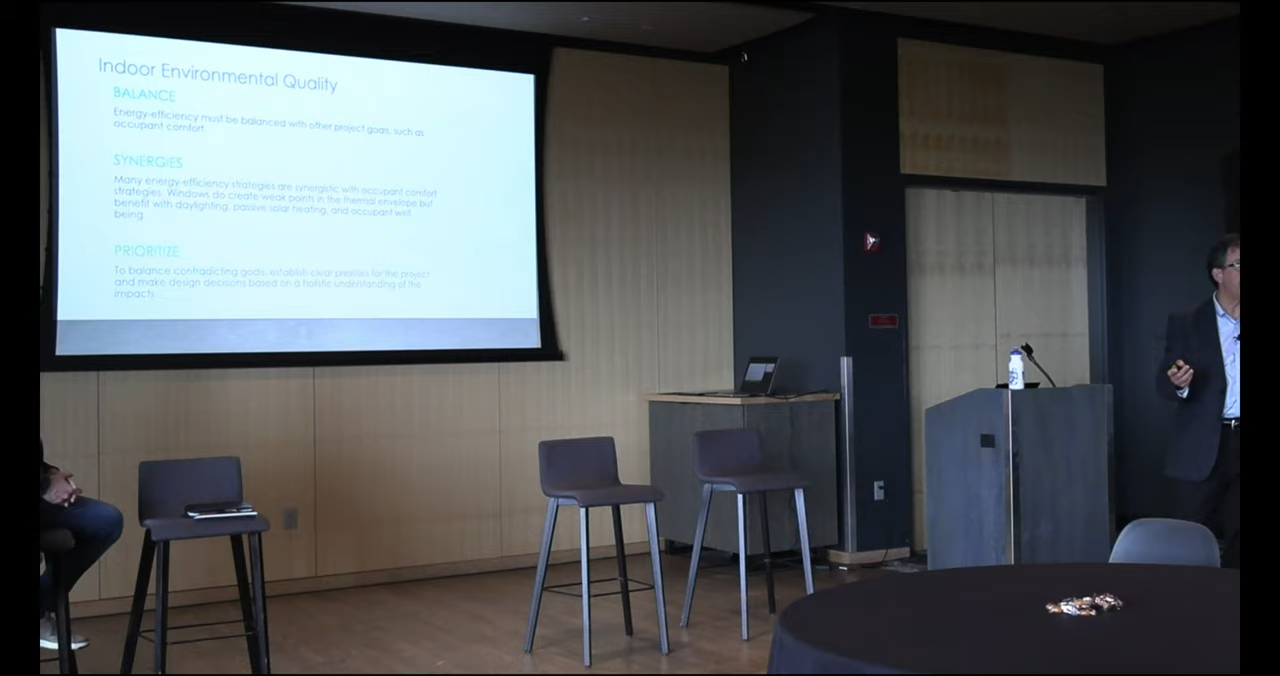 Indoor Environmental Quality
BALANCE
Energy-efficiency must be balanced with other project goals, such as
occupant comfort.
SYNERGIES
Many energy-efficiency strategies are synergistic with occupant comfort
strategies. Windows do create weak points in the thermal envelope but
benefit with daylighting, passive solar heating, and occupant well
being.
PRIORITIZE
To balance contradicting goals, establish clear priorities for the project
and make design decisions based on a holistic understanding of the
impacts.